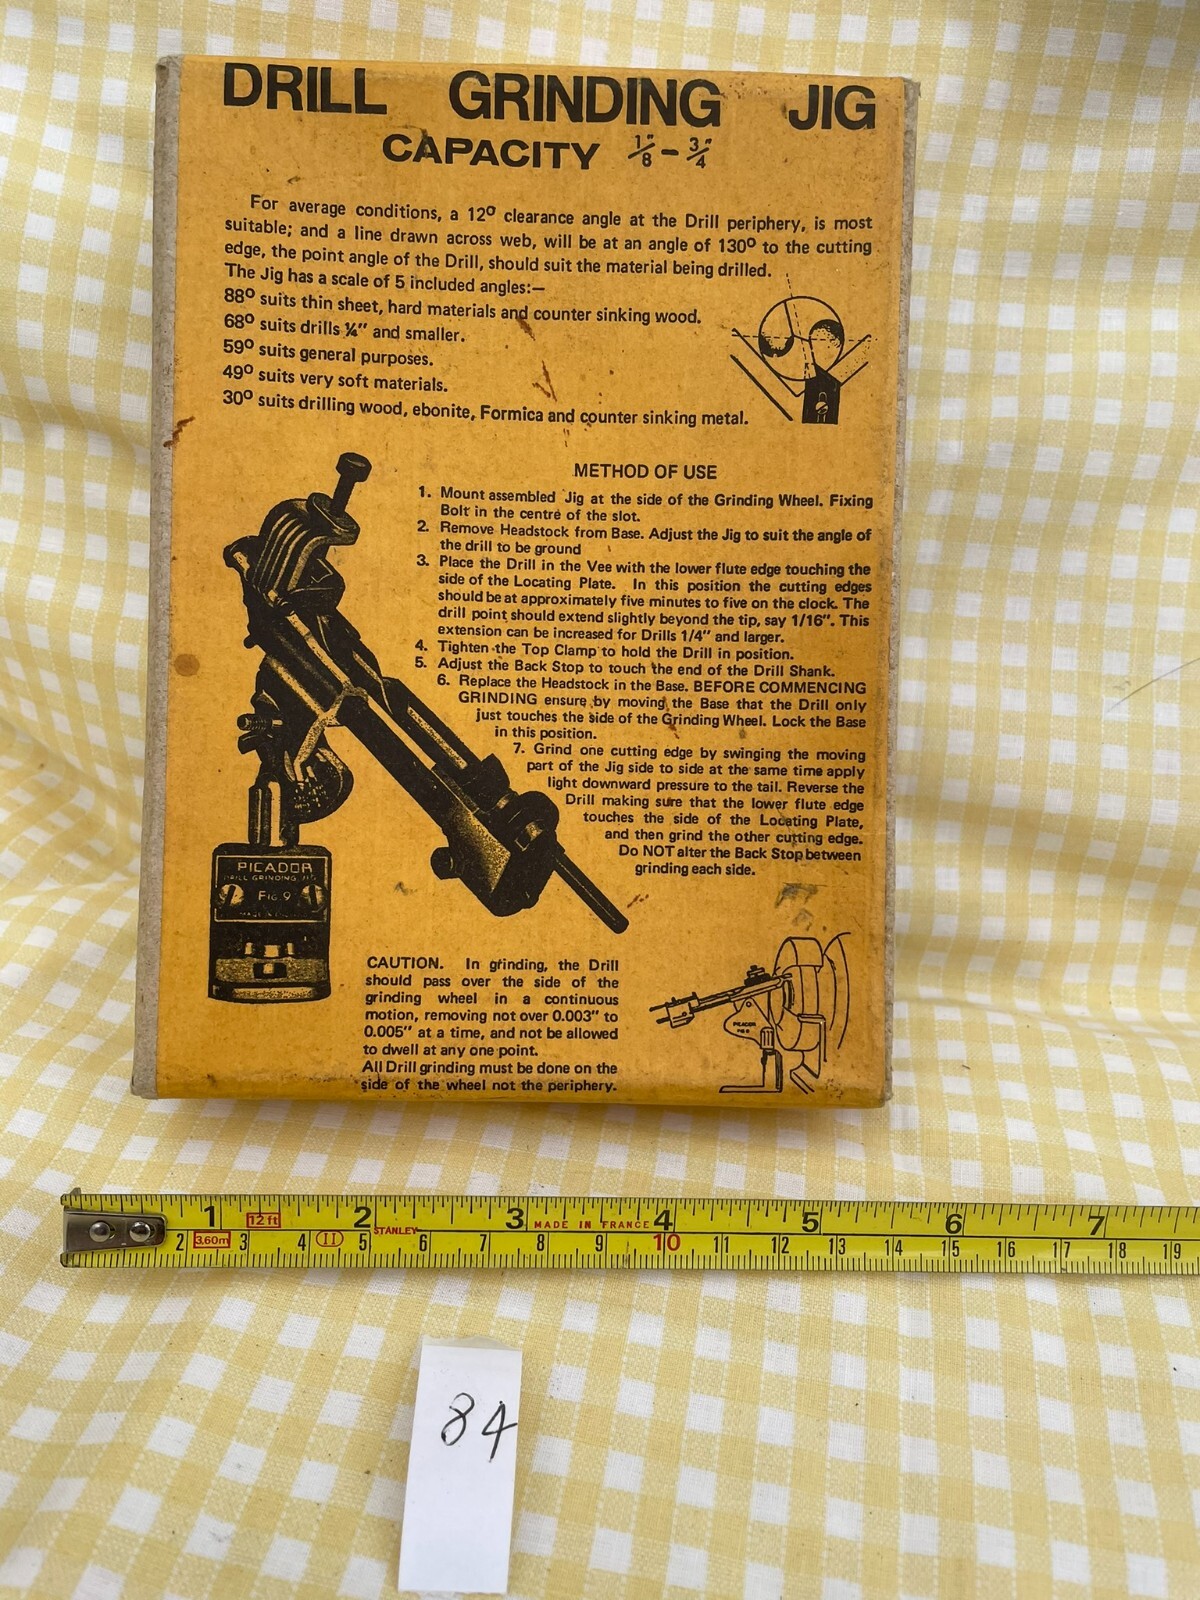 DRILL GRINDING JIG
CAPACITY 1/8" - 3/4"
For average conditions, a 12º clearance angle at the Drill periphery, is most
suitable; and a line drawn across web, will be at an angle of 130º to the cutting
edge, the point angle of the Drill, should suit the material being drilled.
The Jig has a scale of 5 included angles:—
88º suits thin sheet, hard materials and counter sinking wood.
68º suits drills ¼" and smaller.
59º suits general purposes.
49º suits very soft materials.
30º suits drilling wood, ebonite, Formica and counter sinking metal.
METHOD OF USE
1. Mount assembled Jig at the side of the Grinding Wheel. Fixing
Bolt in the centre of the slot.
2. Remove Headstock from Base. Adjust the Jig to suit the angle of
the drill to be ground
3. Place the Drill in the Vee with the lower flute edge touching the
side of the Locating Plate. In this position the cutting edges
should be at approximately five minutes to five on the clock. The
drill point should extend slightly beyond the tip, say 1/16". This
extension can be increased for Drills 1/4" and larger.
4. Tighten the Top Clamp to hold the Drill in position.
5. Adjust the Back Stop to touch the end of the Drill Shank.
6. Replace the Headstock in the Base. BEFORE COMMENCING
GRINDING ensure by moving the Base that the Drill only
just touches the side of the Grinding Wheel. Lock the Base
in this position.
7. Grind one cutting edge by swinging the moving
part of the Jig side to side at the same time apply
light downward pressure to the tail. Reverse the
Drill making sure that the lower flute edge
touches the side of the Locating Plate,
and then grind the other cutting edge.
Do NOT alter the Back Stop between
grinding each side.
PICADOR
DRILL GRINDING JIG
FIG. 9
MADE IN
CAUTION. In grinding, the Drill
should pass over the side of the
grinding wheel in a continuous
motion, removing not over 0.003" to
0.005" at a time, and not be allowed
to dwell at any one point.
All Drill grinding must be done on the
side of the wheel not the periphery.
PICADOR
FIG 9
1 12 ft 2 STANLEY 3 MADE IN FRANCE 4 5 6 7
2 3,60m 3 4 II 5 6 7 8 9 10 11 12 13 14 15 16 17 18 19
84